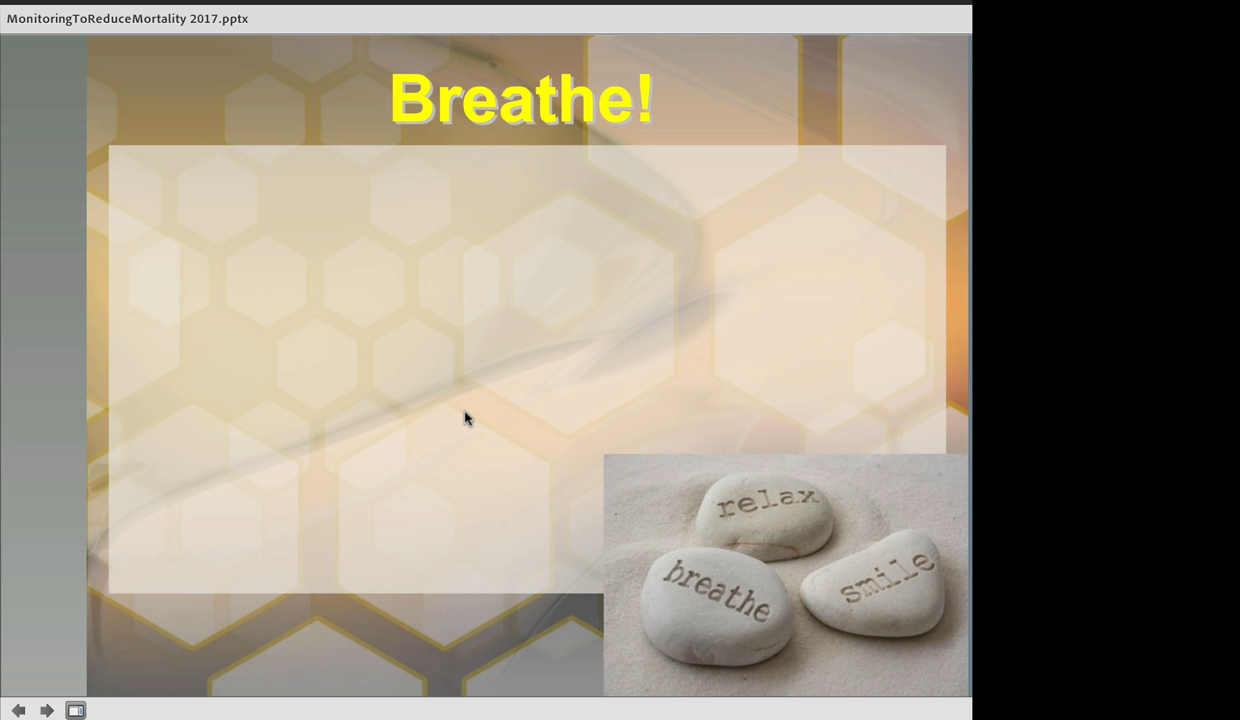 MonitoringToReduceMortality 2017.pptx
Breathe!
relax
breathe
smile